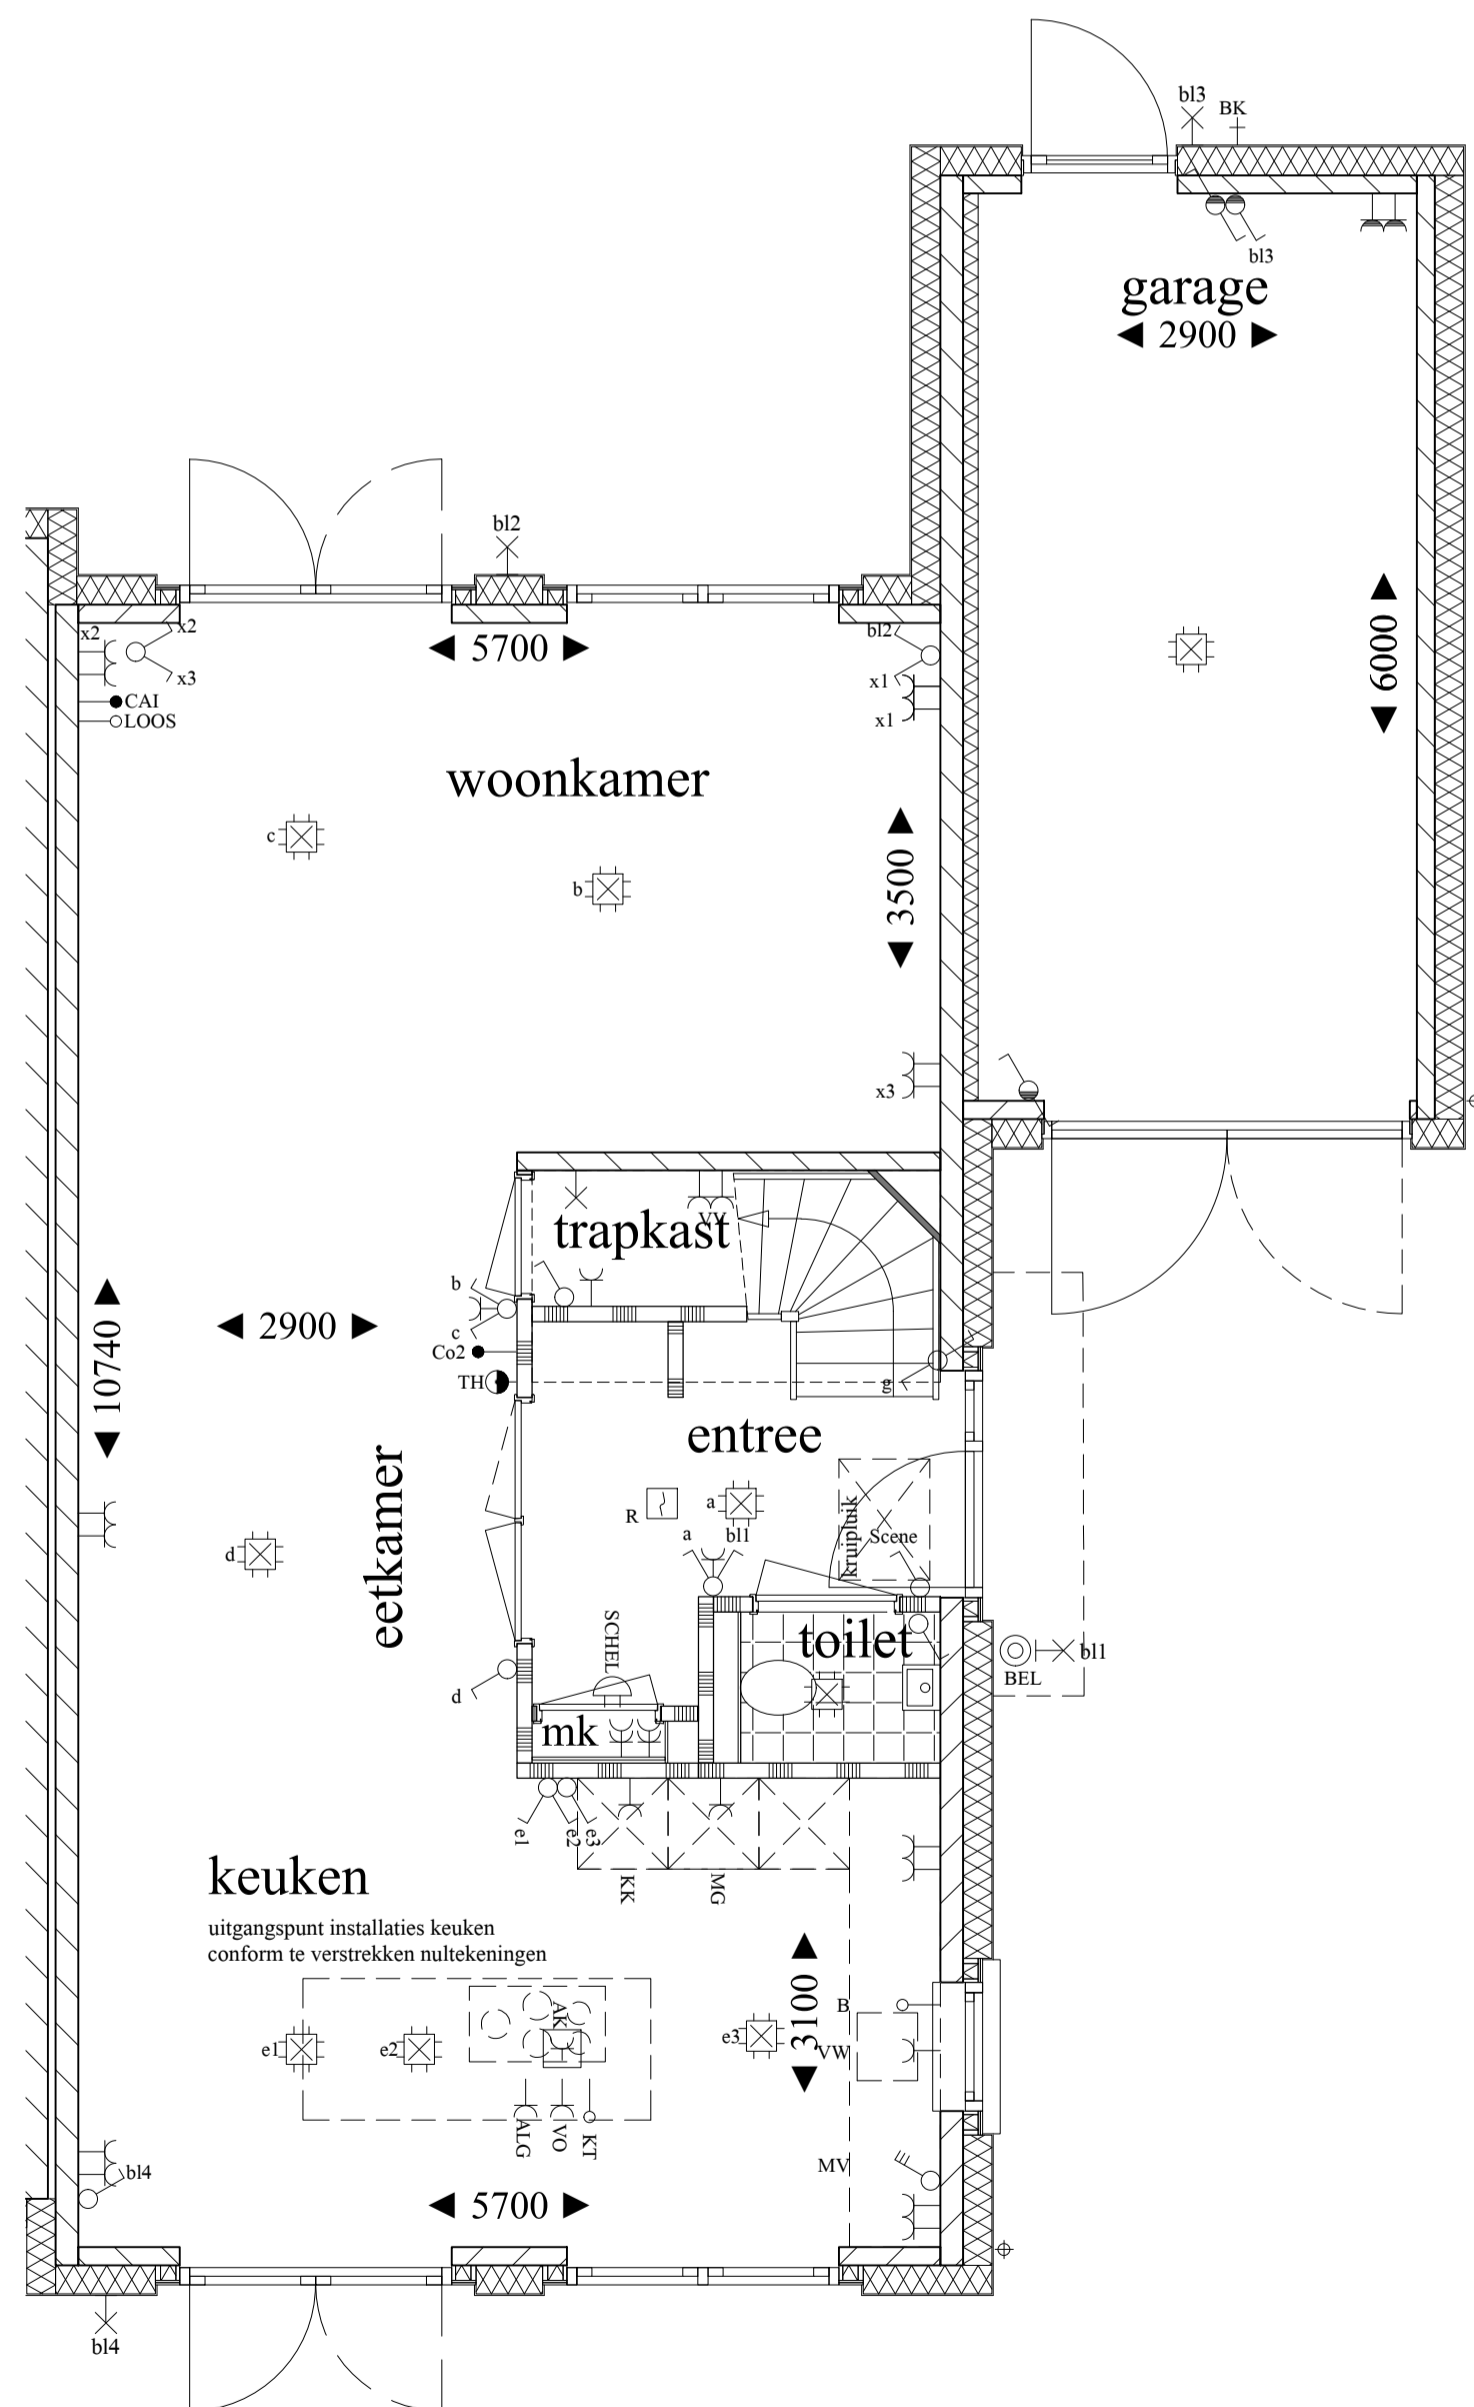 bl3
BK
bl3
garage
2900
bl2
x2
x2
x3
CAI
LOOS
5700
bl2
x1
x1
6000
woonkamer
c
b
3500
x3
trapkast
VV
b
c
Co2
TH
2900
10740
g
entree
eetkamer
R
a
a
bl1
kruipluik
Scene
d
SCHEL
toilet
BEL
bl1
d
mk
e1
e2
e3
KK
MG
keuken
uitgangspunt installaties keuken
conform te verstrekken nultekeningen
AK
e1
e2
e3
3100
B
VW
ALG
VO
KT
MV
bl4
5700
bl4